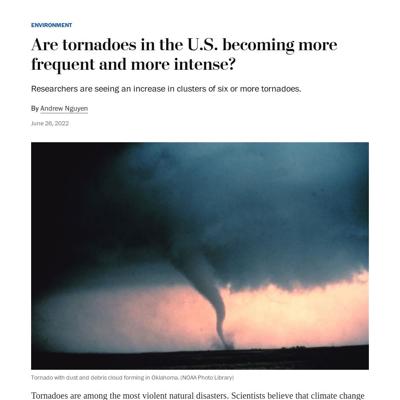 ENVIRONMENT
Are tornadoes in the U.S. becoming more
frequent and more intense?
Researchers are seeing an increase in clusters of six or more tornadoes.
By Andrew Nguyen
June 26, 2022
Tornado with dust and debris cloud forming in Oklahoma. (NOAA Photo Library)
Tornadoes are among the most violent natural disasters. Scientists believe that climate change